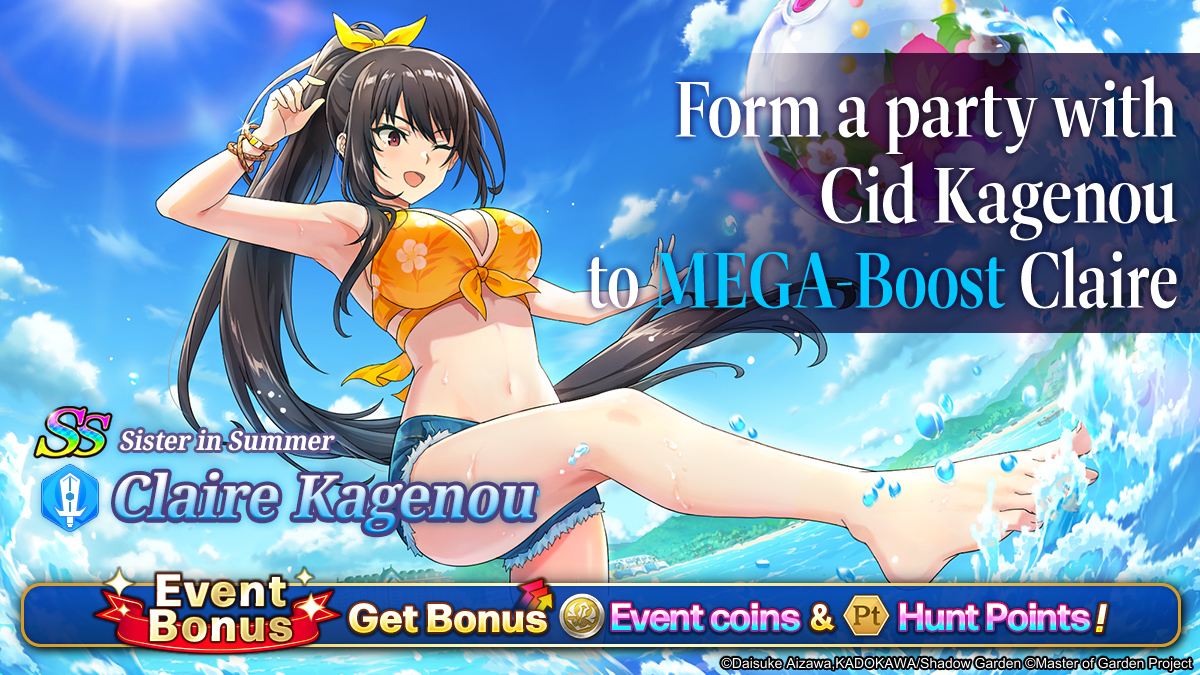 Form a party with
Cid Kagenou
to MEGA-Boost Claire
SS Sister in Summer
Claire Kagenou
Event
Bonus
Get Bonus Event coins & Pt Hunt Points!
©Daisuke Aizawa,KADOKAWA/Shadow Garden ©Master of Garden Project